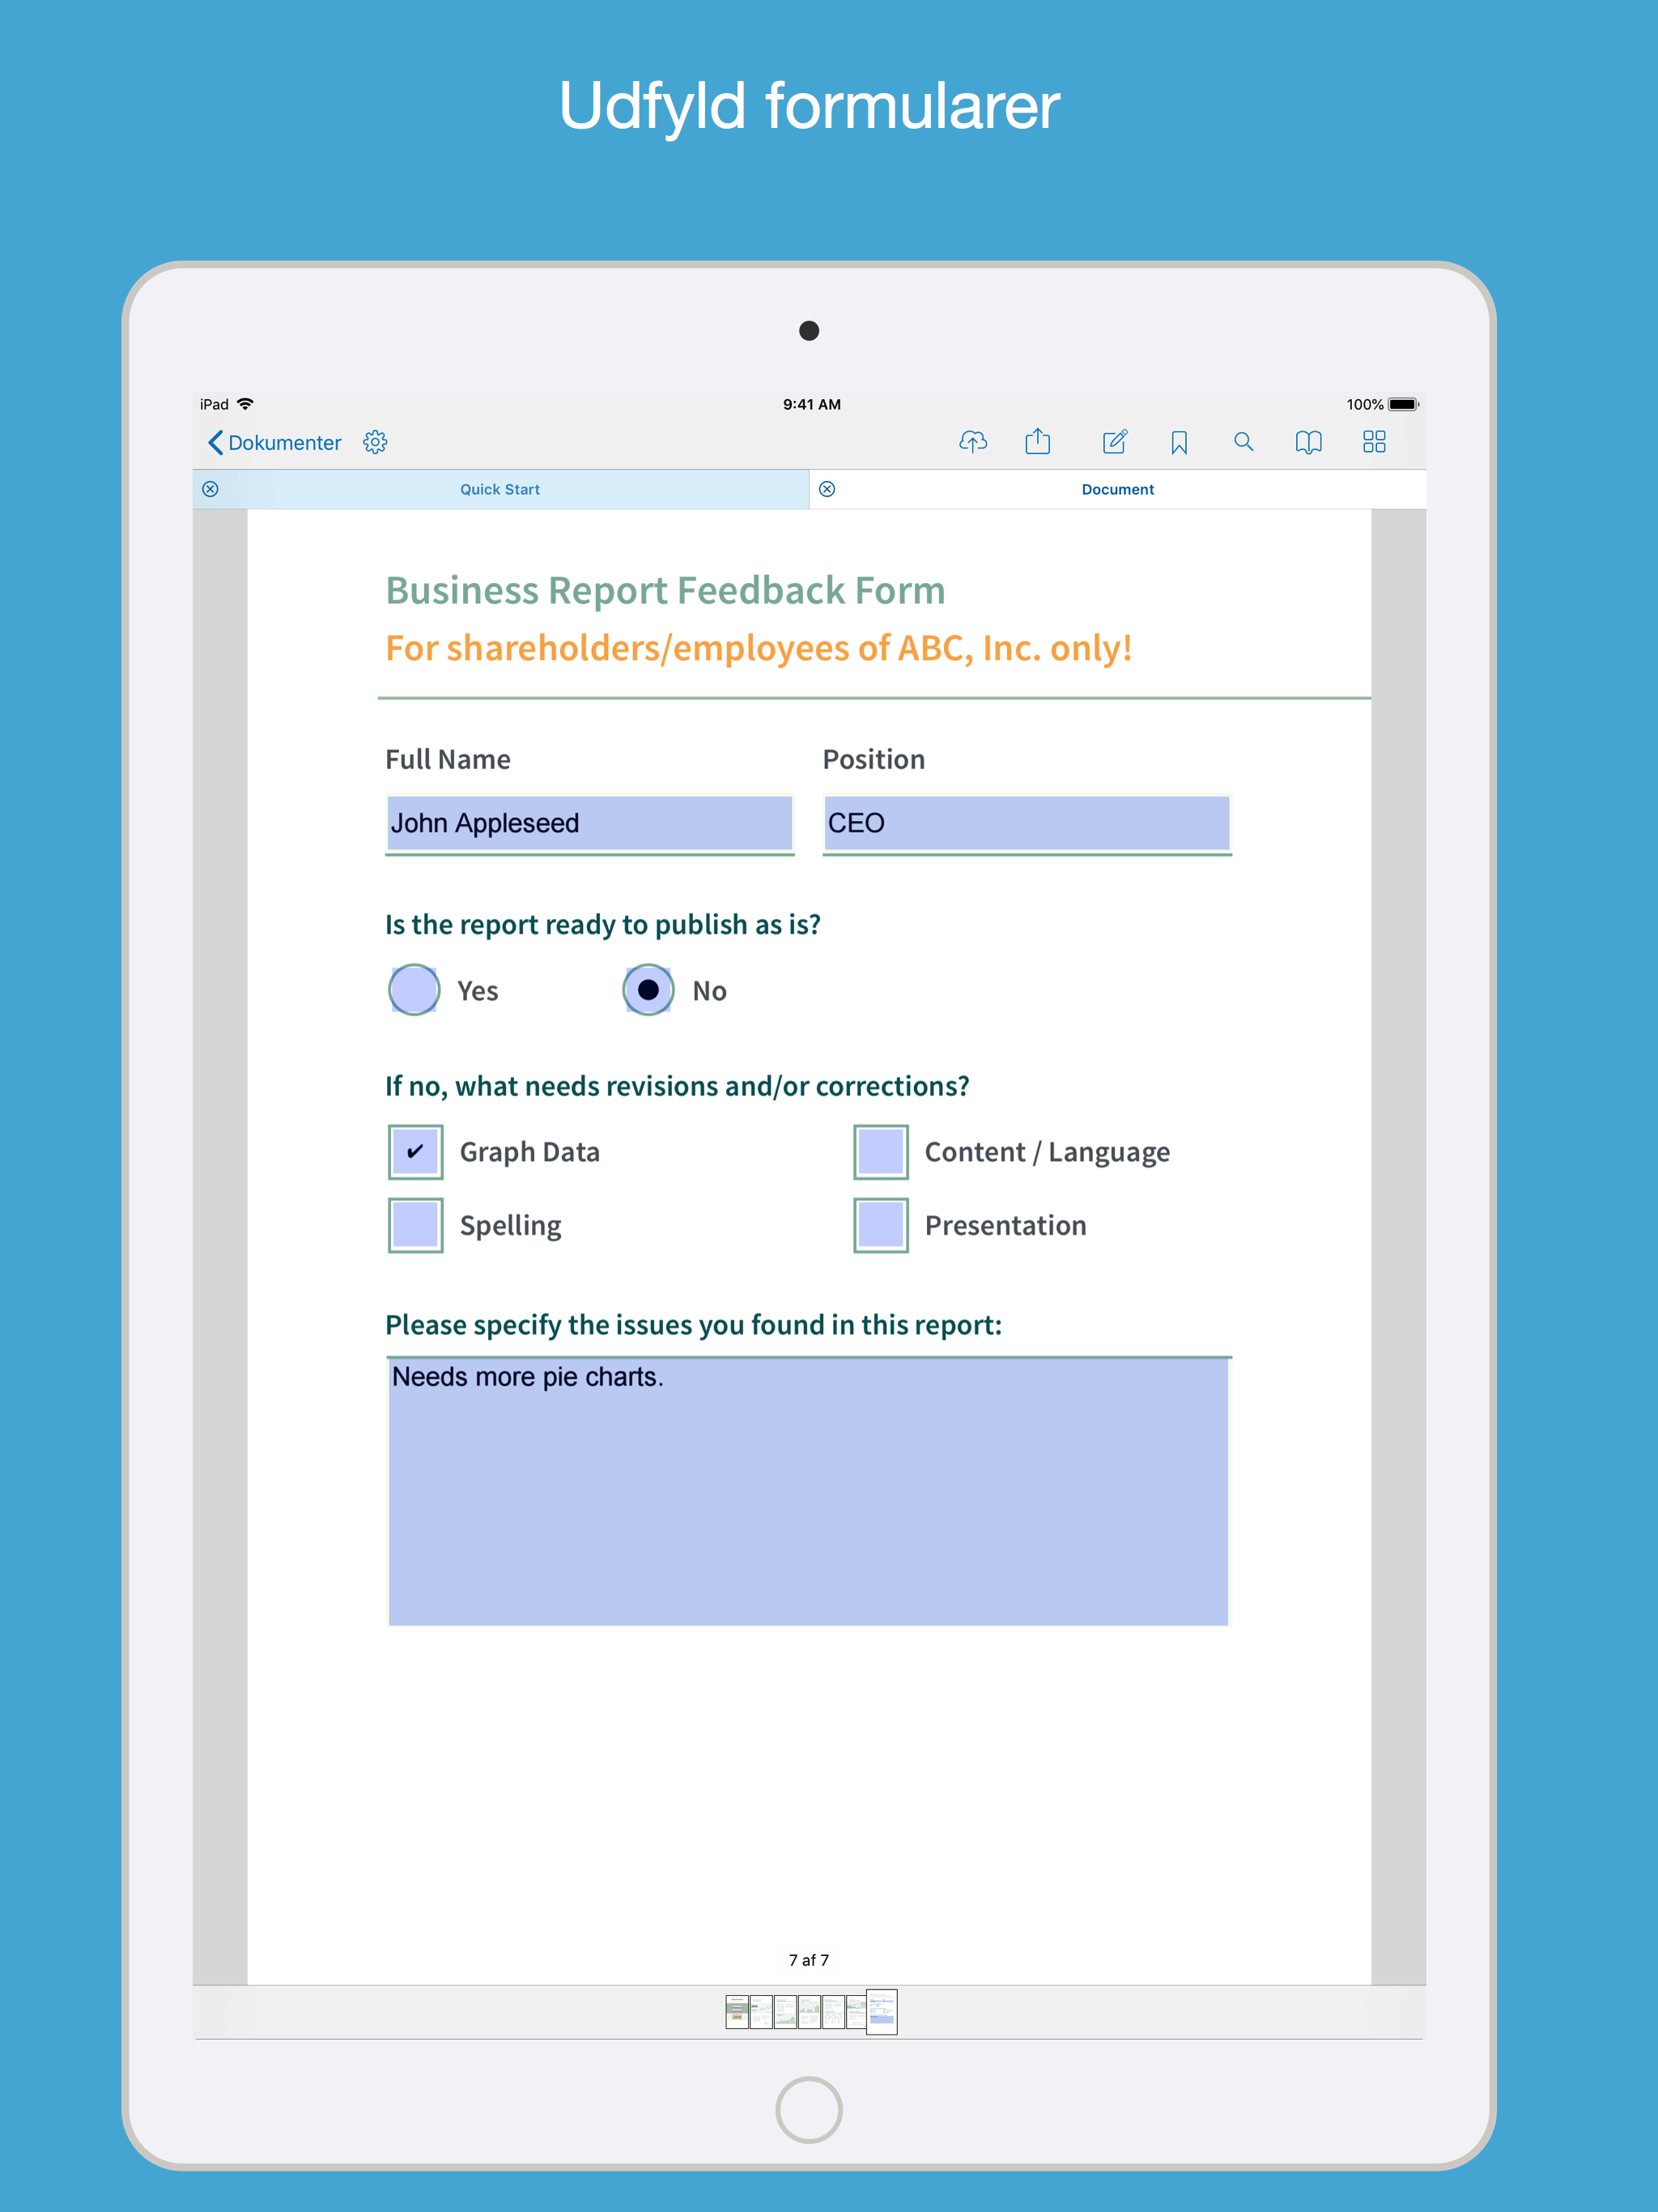 Udfyld formularer
iPad 9:41 AM 100%
Dokumenter
Quick Start Document
Business Report Feedback Form
For shareholders/employees of ABC, Inc. only!
Full Name Position
John Appleseed CEO
Is the report ready to publish as is?
Yes No
If no, what needs revisions and/or corrections?
✔ Graph Data Content / Language
Spelling Presentation
Please specify the issues you found in this report:
Needs more pie charts.
7 af 7